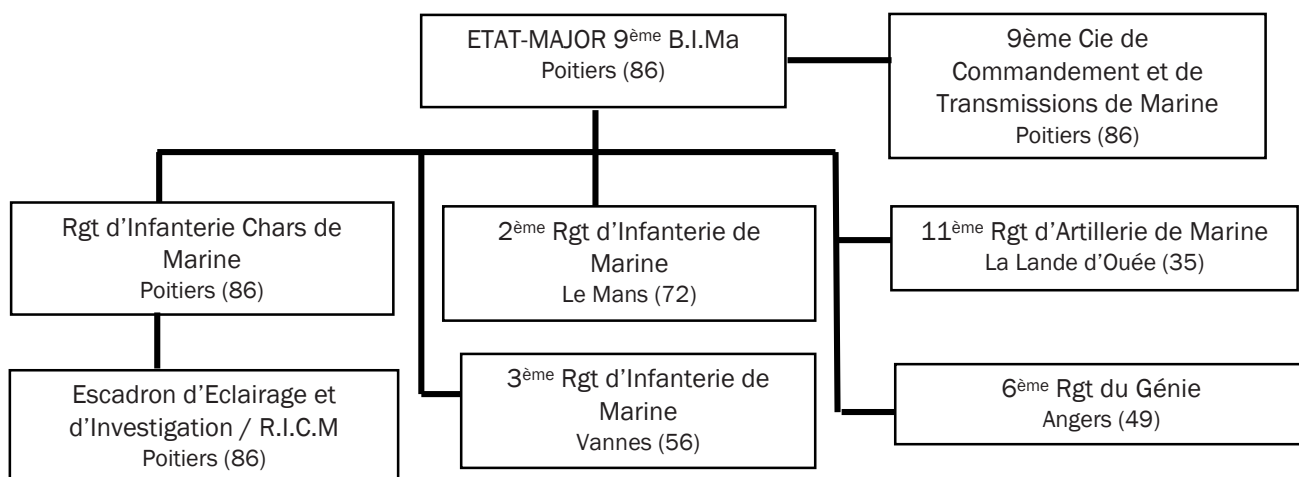 ETAT-MAJOR 9ème B.I.Ma
Poitiers (86)
9ème Cie de
Commandement et de
Transmissions de Marine
Poitiers (86)
Rgt d’Infanterie Chars de
Marine
Poitiers (86)
2ème Rgt d’Infanterie de
Marine
Le Mans (72)
11ème Rgt d’Artillerie de Marine
La Lande d’Ouée (35)
Escadron d’Eclairage et
d’Investigation / R.I.C.M
Poitiers (86)
3ème Rgt d’Infanterie de
Marine
Vannes (56)
6ème Rgt du Génie
Angers (49)